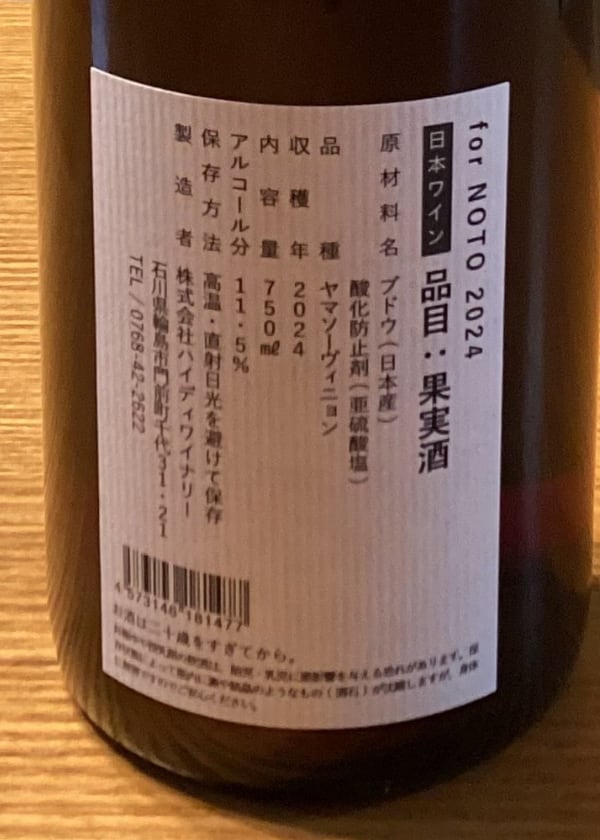 for NOTO 2024
日本ワイン 品目：果実酒
原材料名 ブドウ(日本産)
酸化防止剤(亜硫酸塩)
品種 ヤマソーヴィニヨン
収穫年 2024
内容量 750㎖
アルコール分 11.5%
保存方法 高温・直射日光を避けて保存
製造者 株式会社ハイディワイナリー
石川県輪島市門前町千代31-21
TEL/0768-42-2622
4573146181477
お酒は二十歳をすぎてから。